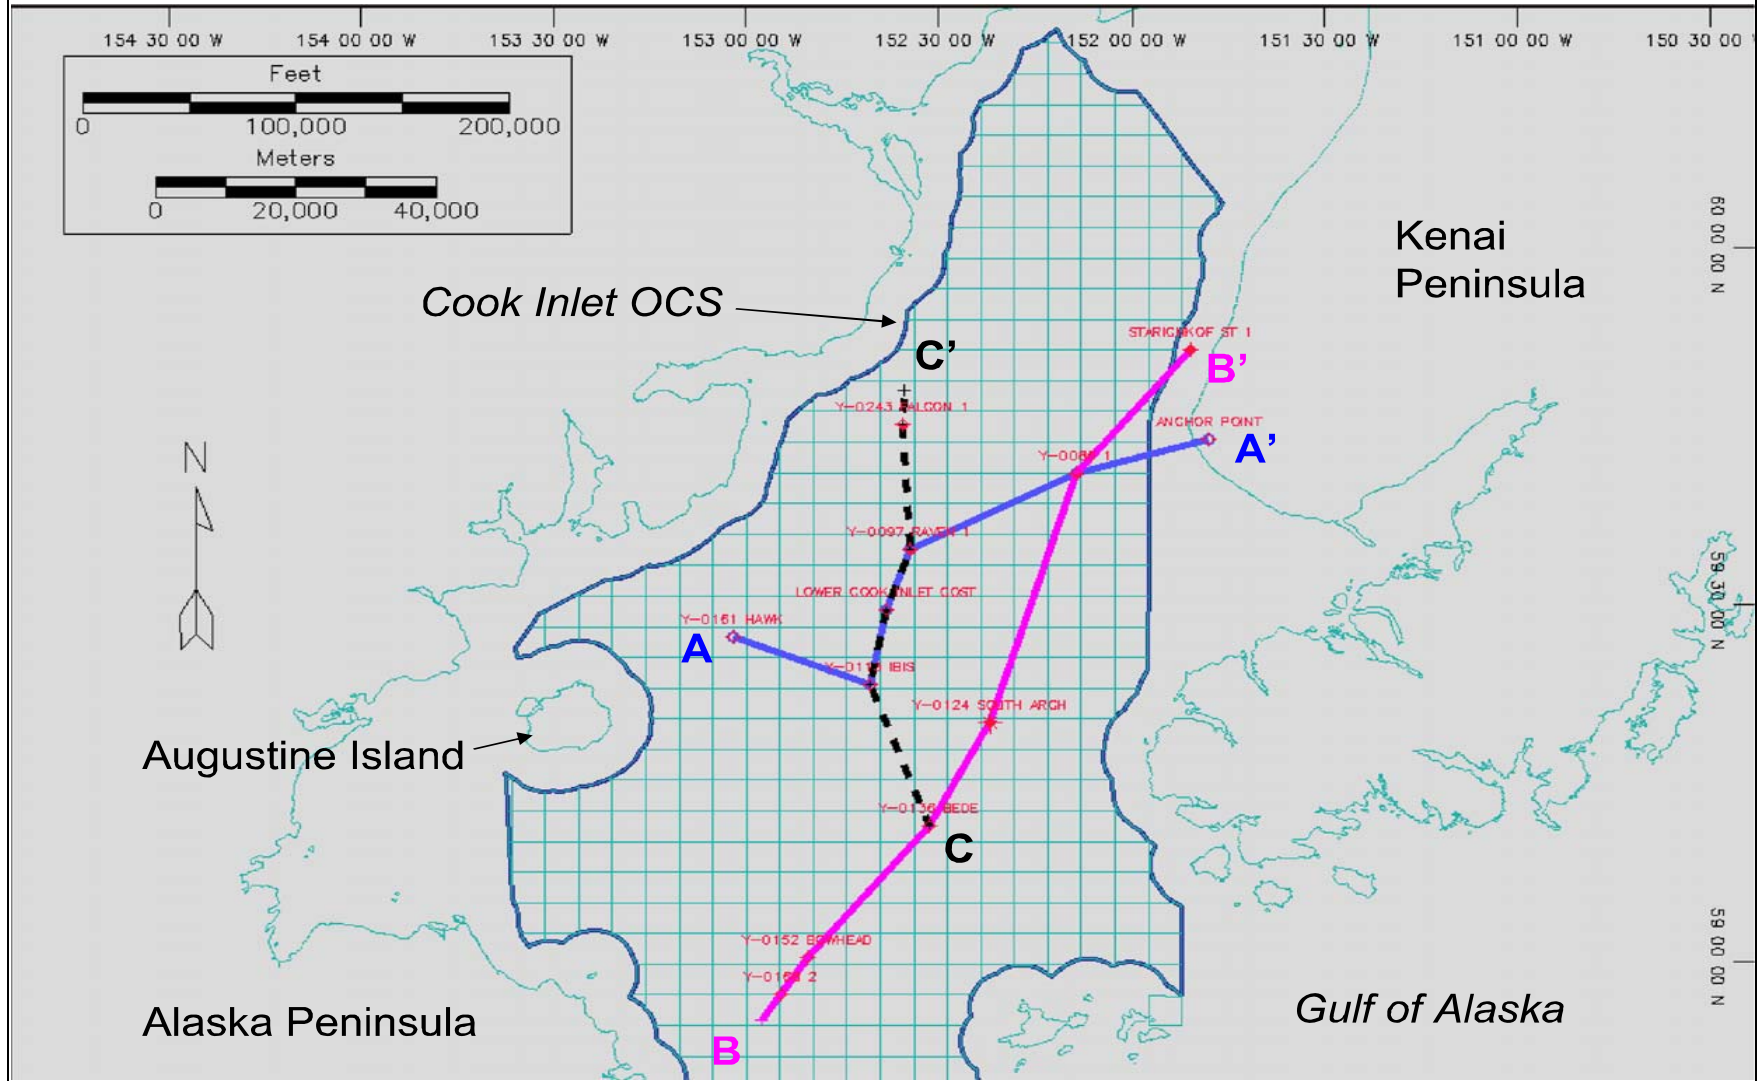 154 30 00 W 154 00 00 W 153 30 00 W 153 00 00 W 152 30 00 W 152 00 00 W 151 30 00 W 151 00 00 W 150 30 00
Feet
0 100,000 200,000
Meters
0 20,000 40,000
60 00 00 N
Kenai
Peninsula
Cook Inlet OCS
STARICHKOF ST 1
C'
B'
Y-0243 FALCON 1
ANCHOR POINT
A'
N
Y-0097 RAVEN 1
59 30 00 N
LOWER COOK INLET COST
Y-0161 HAWK
A
IBIS
Y-0124 SOUTH ARCH
Augustine Island
Y-0136 BEDE
C
Y-0152 BOWHEAD
59 00 00 N
2
Alaska Peninsula
Gulf of Alaska
B